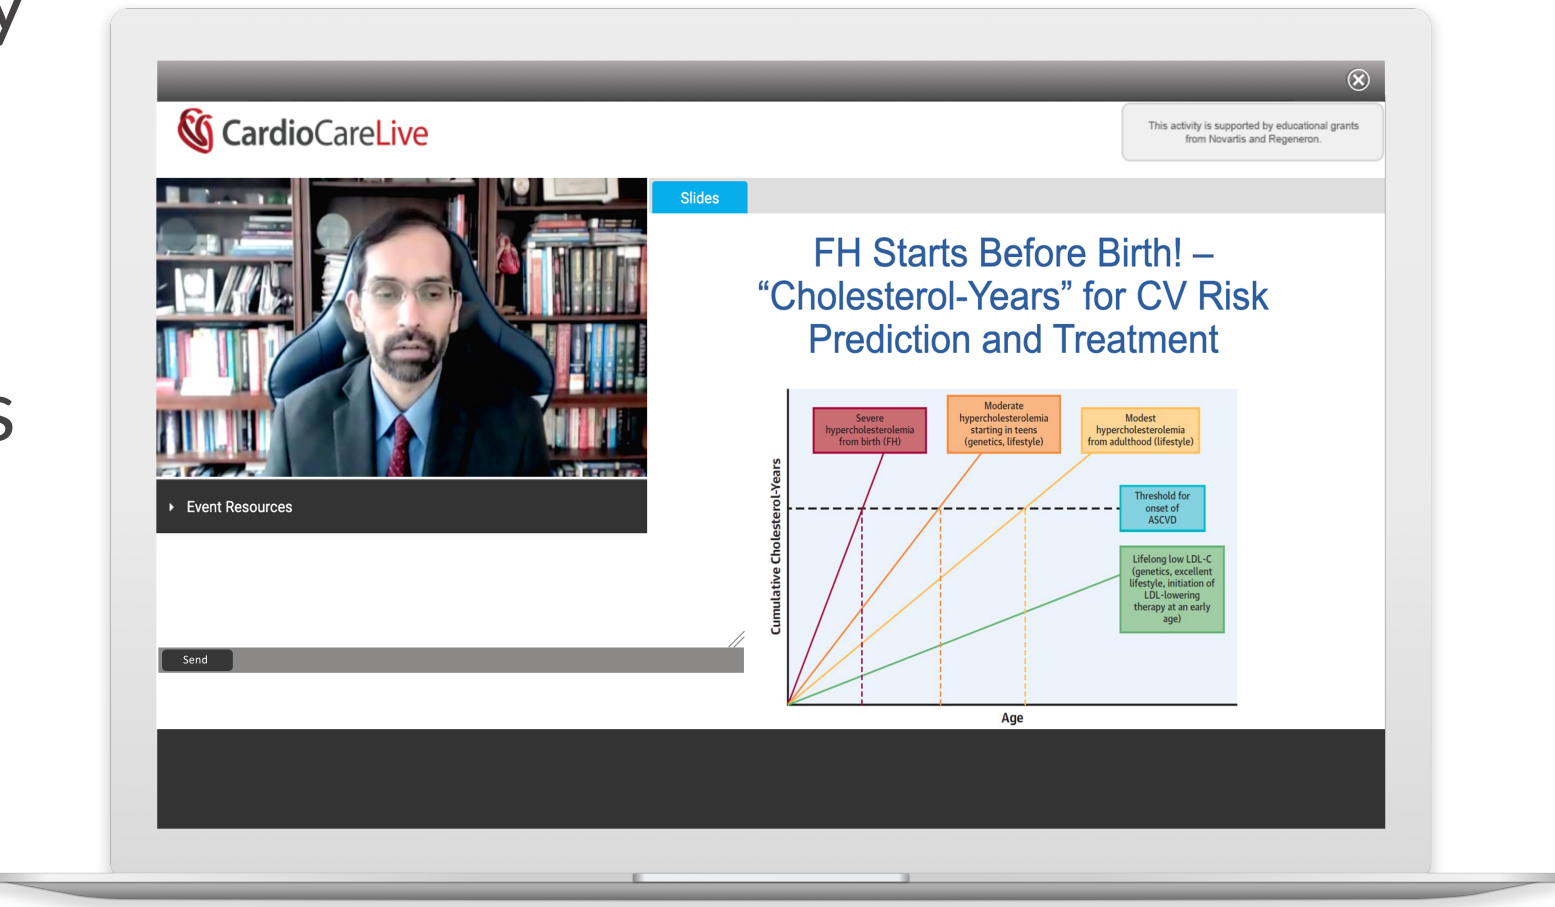 y
s
CardioCareLive
This activity is supported by educational grants
from Novartis and Regeneron.
Slides
FH Starts Before Birth! –
“Cholesterol-Years” for CV Risk
Prediction and Treatment
Severe
hypercholesterolemia
from birth (FH)
Moderate
hypercholesterolemia
starting in teens
(genetics, lifestyle)
Modest
hypercholesterolemia
from adulthood (lifestyle)
Threshold for
onset of
ASCVD
Lifelong low LDL-C
(genetics, excellent
lifestyle, initiation of
LDL-lowering
therapy at an early
age)
Cumulative Cholesterol-Years
Age
Event Resources
Send